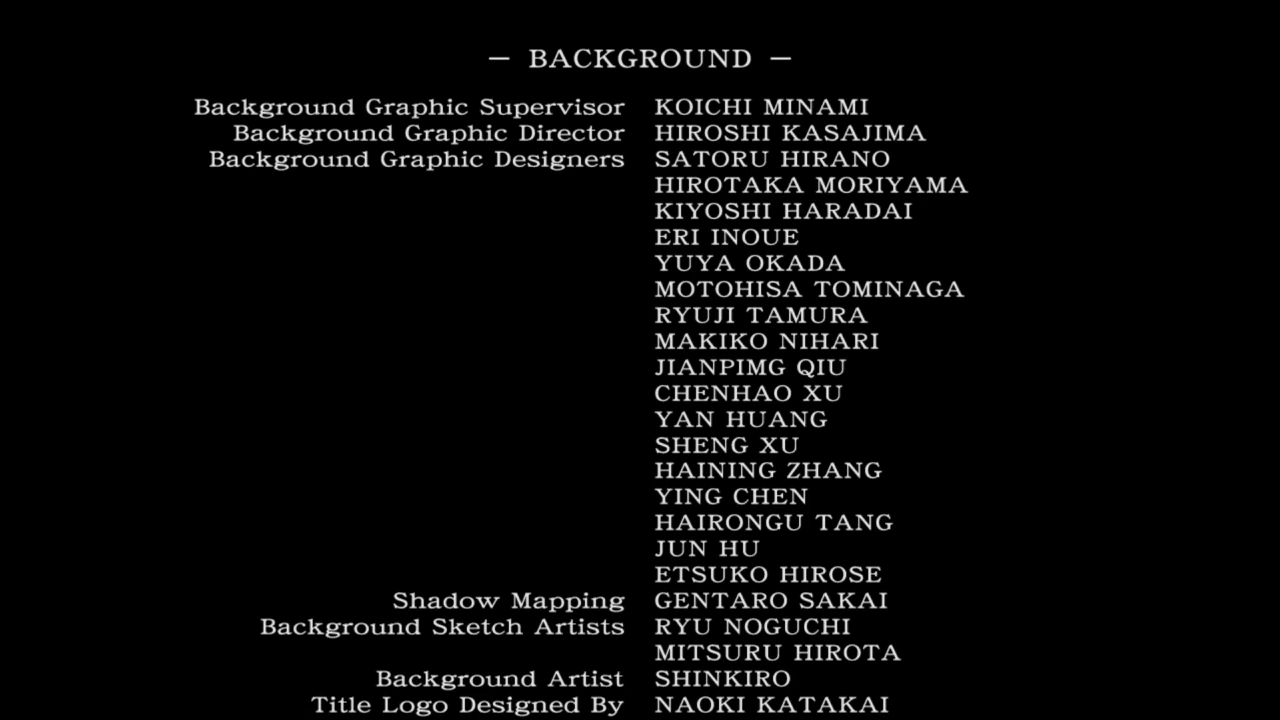 — BACKGROUND —
Background Graphic Supervisor KOICHI MINAMI
Background Graphic Director HIROSHI KASAJIMA
Background Graphic Designers SATORU HIRANO
HIROTAKA MORIYAMA
KIYOSHI HARADAI
ERI INOUE
YUYA OKADA
MOTOHISA TOMINAGA
RYUJI TAMURA
MAKIKO NIHARI
JIANPIMG QIU
CHENHAO XU
YAN HUANG
SHENG XU
HAINING ZHANG
YING CHEN
HAIRONGU TANG
JUN HU
ETSUKO HIROSE
Shadow Mapping GENTARO SAKAI
Background Sketch Artists RYU NOGUCHI
MITSURU HIROTA
Background Artist SHINKIRO
Title Logo Designed By NAOKI KATAKAI